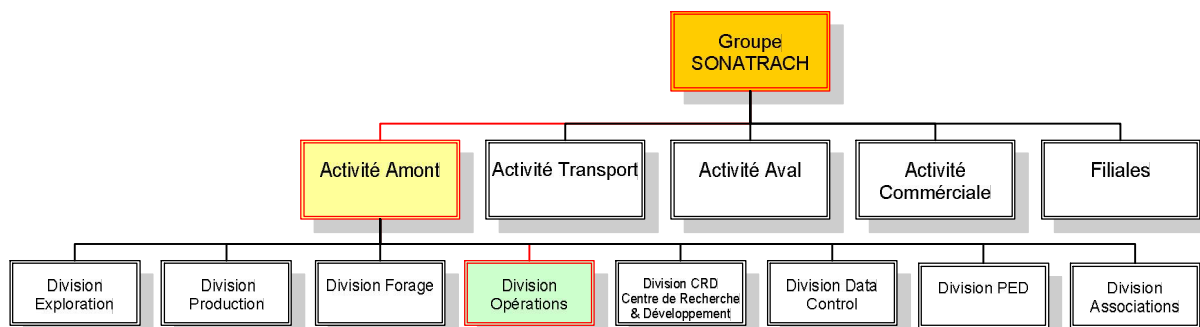 Groupe
SONATRACH
Activité Amont
Activité Transport
Activité Aval
Activité
Commérciale
Filiales
Division
Exploration
Division
Production
Division Forage
Division
Opérations
Division CRD
Centre de Recherche
& Développement
Division Data
Control
Division PED
Division
Associations